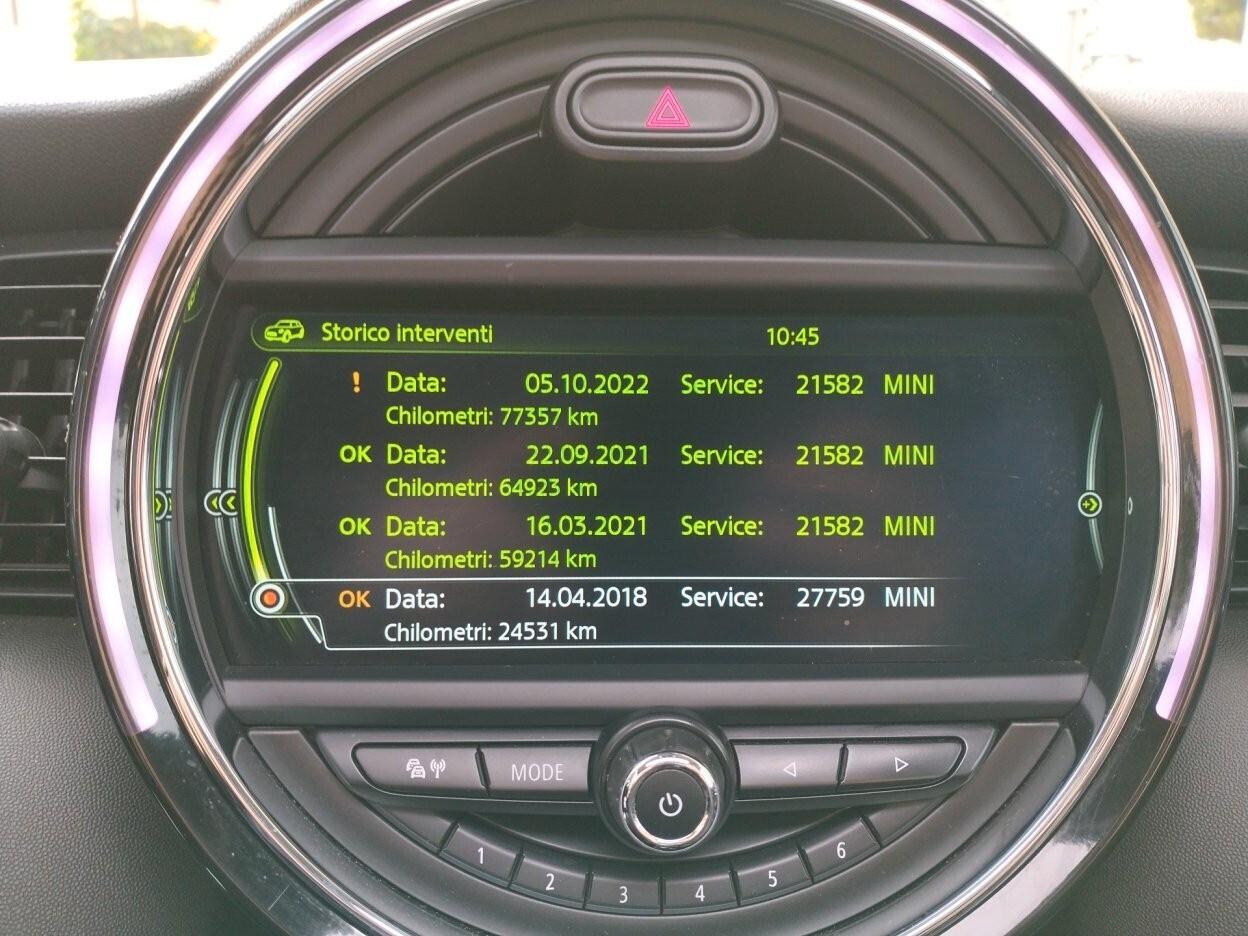 Storico interventi 10:45
! Data: 05.10.2022 Service: 21582 MINI
Chilometri: 77357 km
OK Data: 22.09.2021 Service: 21582 MINI
Chilometri: 64923 km
OK Data: 16.03.2021 Service: 21582 MINI
Chilometri: 59214 km
OK Data: 14.04.2018 Service: 27759 MINI
Chilometri: 24531 km
MODE
1 2 3 4 5 6